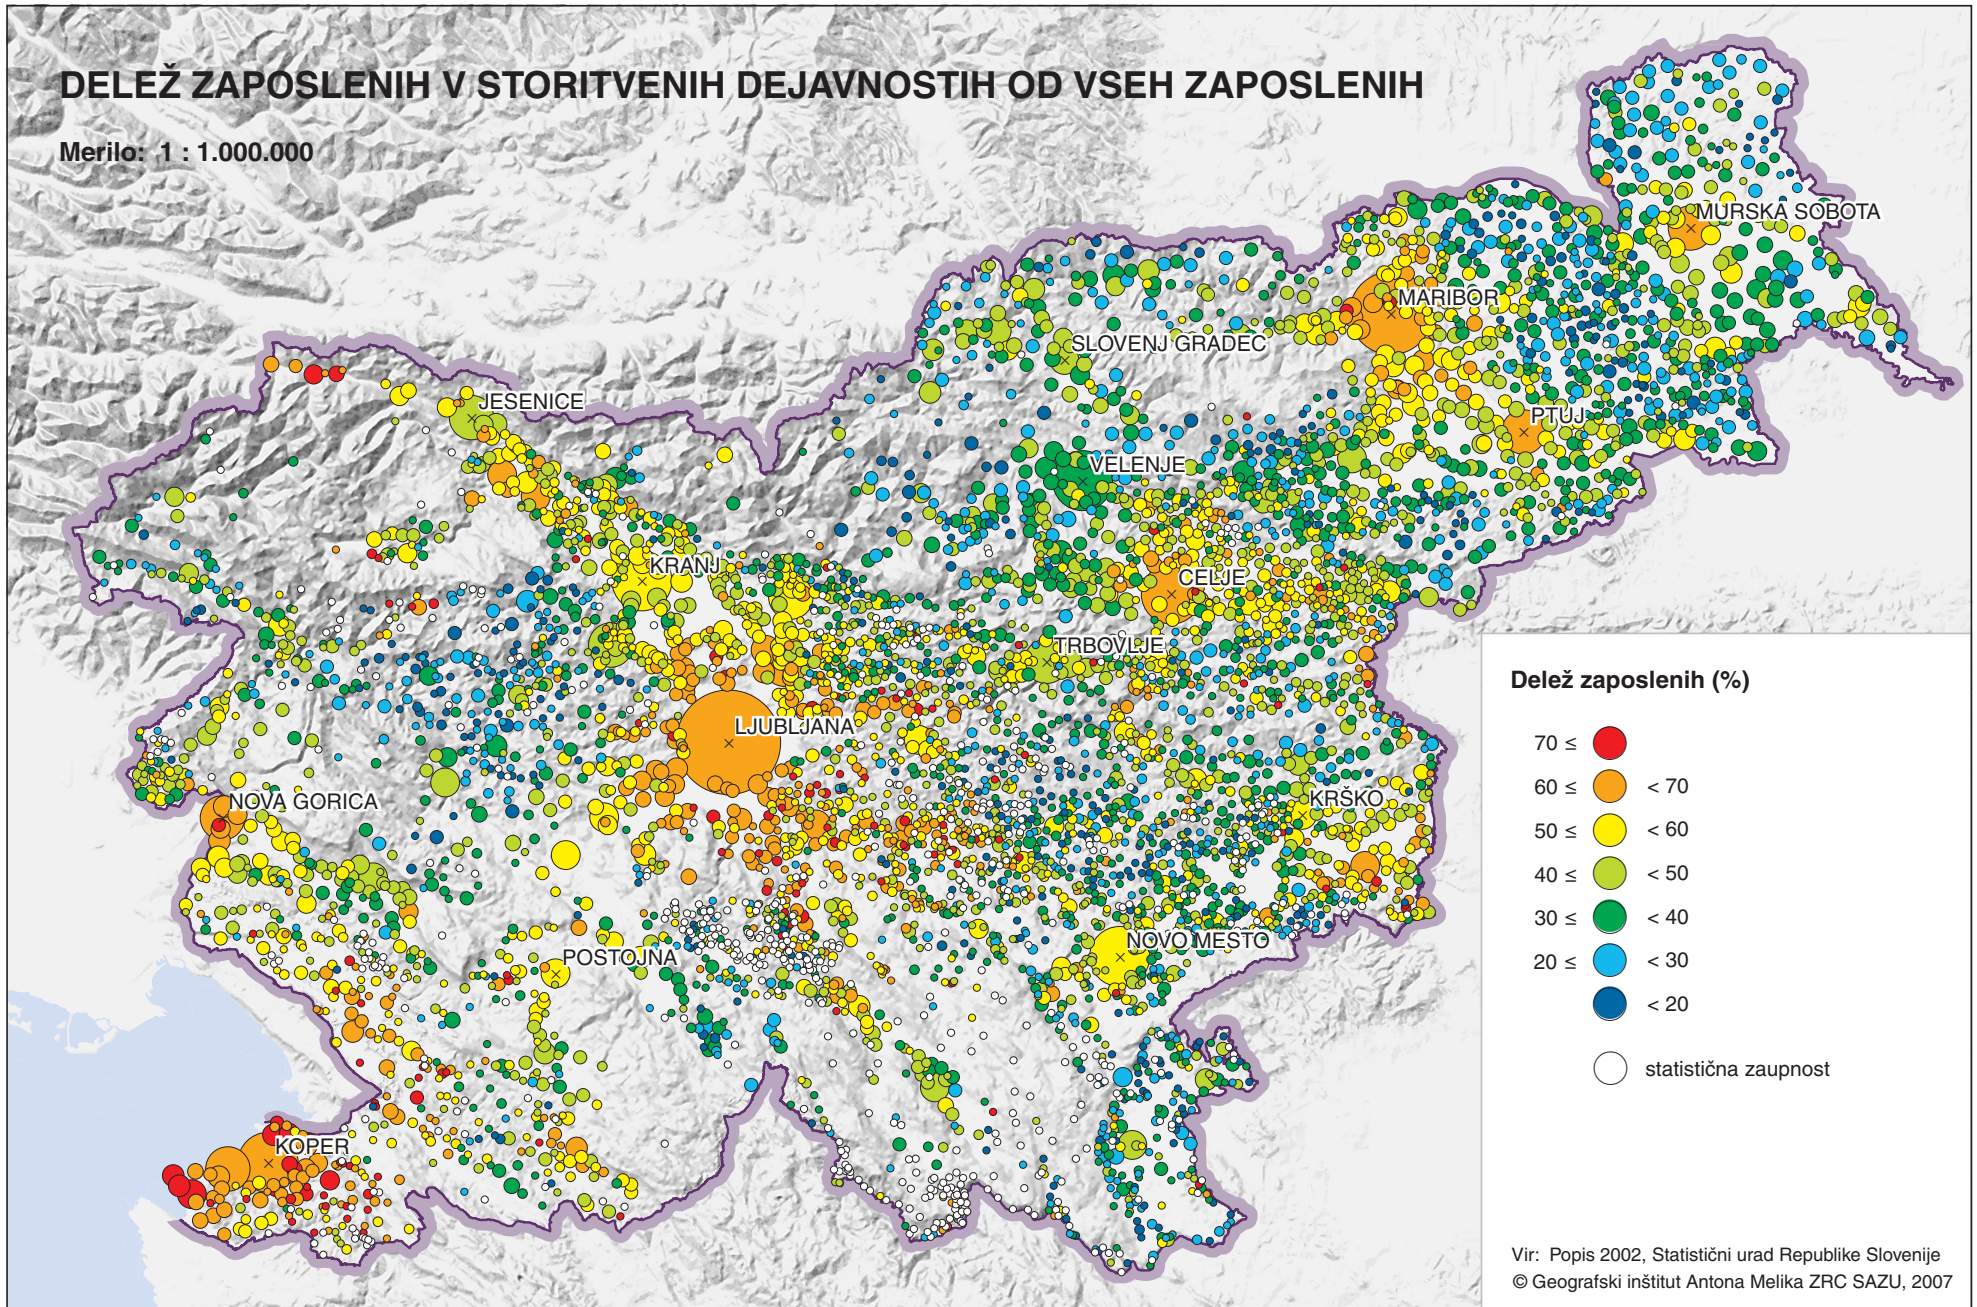 DELEŽ ZAPOSLENIH V STORITVENIH DEJAVNOSTIH OD VSEH ZAPOSLENIH
Merilo: 1 : 1.000.000
MURSKA SOBOTA
MARIBOR
SLOVENJ GRADEC
JESENICE
PTUJ
VELENJE
KRANJ
CELJE
TRBOVLJE
LJUBLJANA
NOVA GORICA
KRŠKO
NOVO MESTO
POSTOJNA
KOPER
Delež zaposlenih (%)
70 ≤
60 ≤ < 70
50 ≤ < 60
40 ≤ < 50
30 ≤ < 40
20 ≤ < 30
< 20
statistična zaupnost
Vir: Popis 2002, Statistični urad Republike Slovenije
© Geografski inštitut Antona Melika ZRC SAZU, 2007